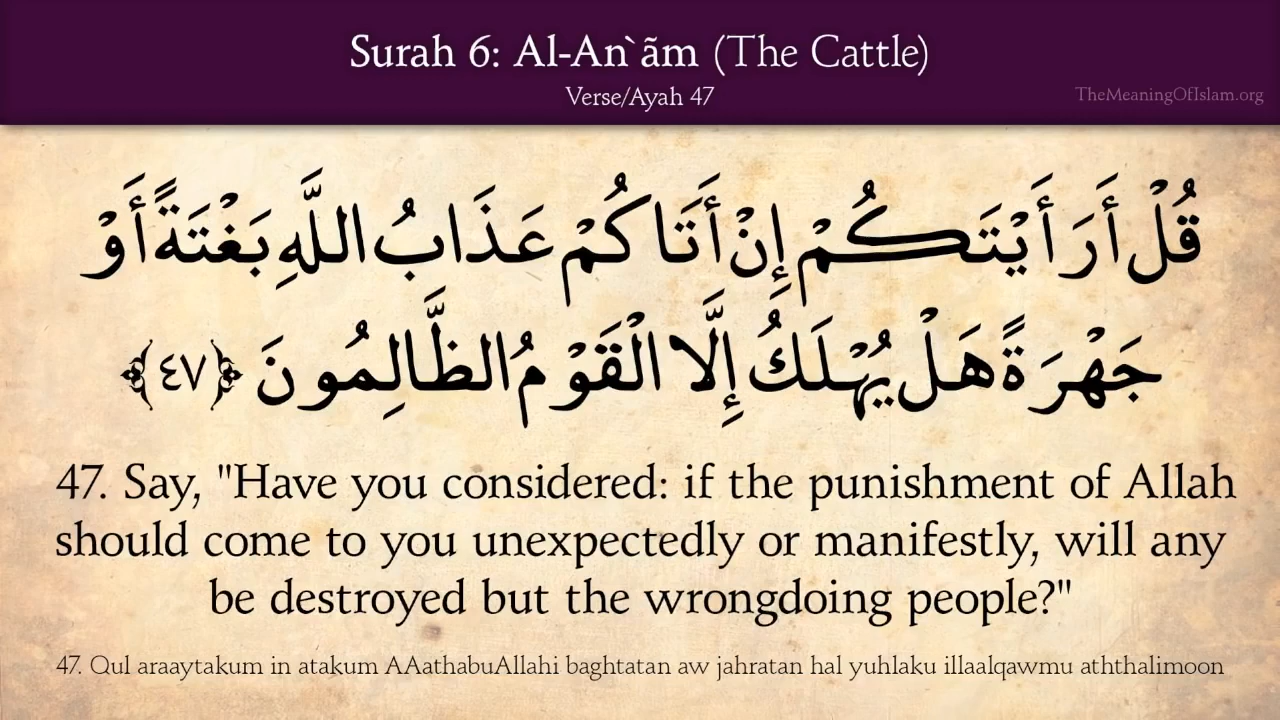 Surah 6: Al-An`ãm (The Cattle)
Verse/Ayah 47
TheMeaningOfIslam.org
قُلْ أَرَأَيْتَكُمْ إِنْ أَتَاكُمْ عَذَابُ اللَّهِ بَغْتَةً أَوْ
جَهْرَةً هَلْ يُهْلَكُ إِلَّا الْقَوْمُ الظَّالِمُونَ ﴿٤٧﴾
47. Say, "Have you considered: if the punishment of Allah
should come to you unexpectedly or manifestly, will any
be destroyed but the wrongdoing people?"
47. Qul araaytakum in atakum AAathabuAllahi baghtatan aw jahratan hal yuhlaku illaalqawmu aththalimoon